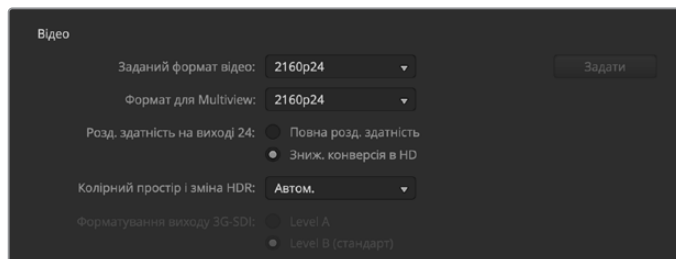 Відео
Заданий формат відео: 2160p24 Задати
Формат для Multiview: 2160p24
Розд. здатність на виході 24: Повна розд. здатність
Зниж. конверсія в HD
Колірний простір і зміна HDR: Автом.
Форматування виходу 3G-SDI: Level A
Level B (стандарт)